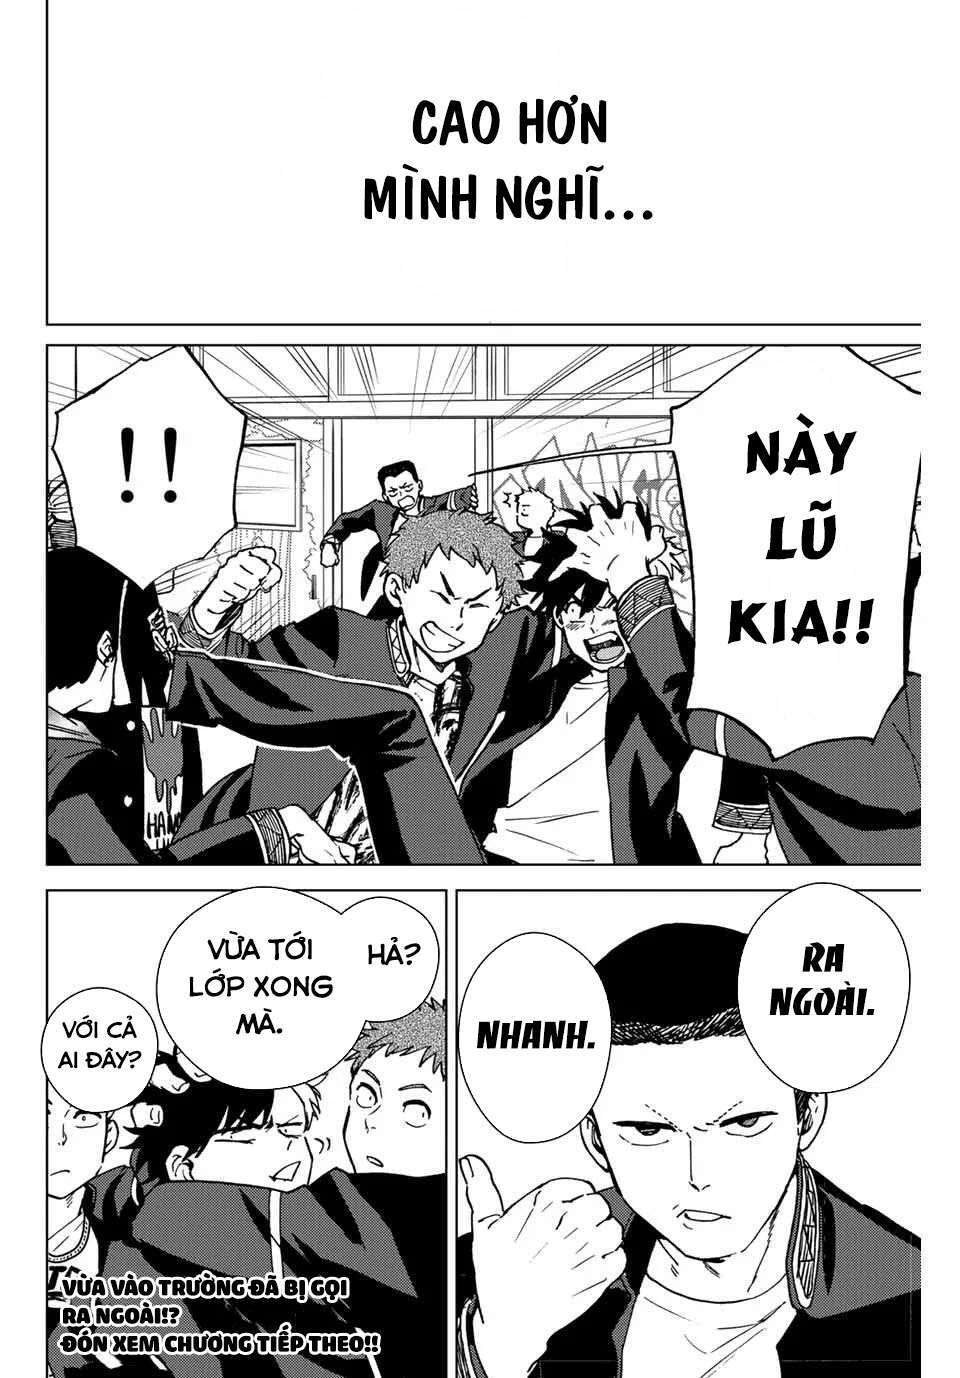 CAO HƠN
MÌNH NGHĨ...
NÀY
LŨ
KIA!!
!!
RA
NGOÀI.
NHANH.
HẢ?
VỪA TỚI
LỚP XONG
MÀ.
VỚI CẢ
AI ĐÂY?
VỪA VÀO TRƯỜNG ĐÃ BỊ GỌI
RA NGOÀI!?
ĐÓN XEM CHƯƠNG TIẾP THEO!!